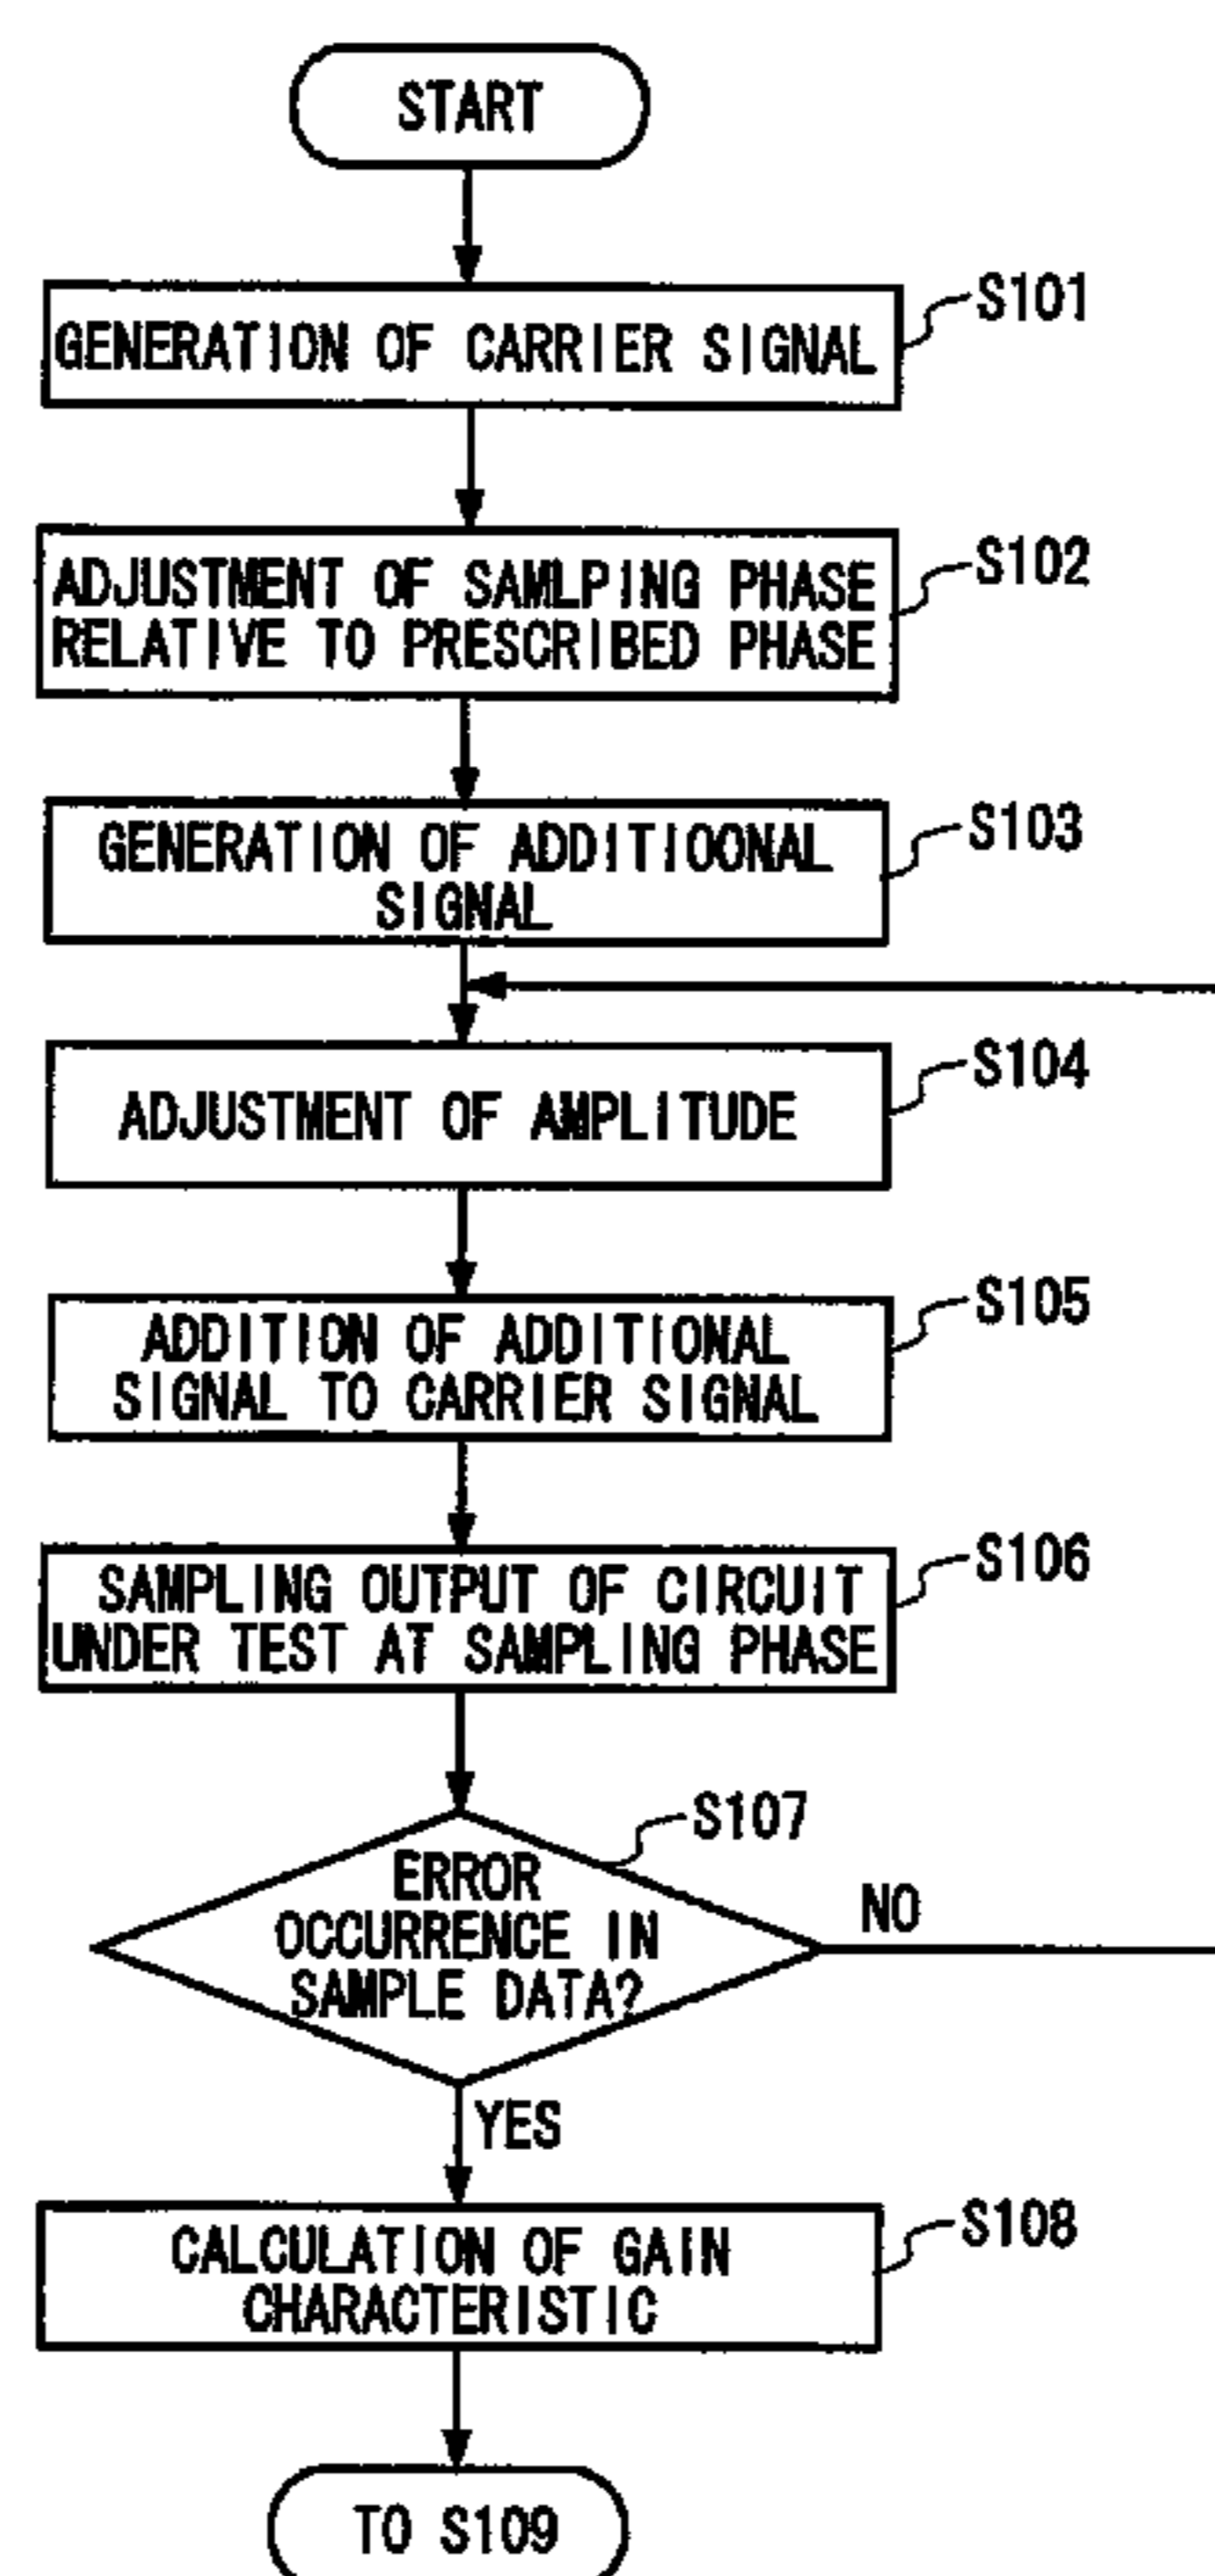 START
GENERATION OF CARRIER SIGNAL
S101
ADJUSTMENT OF SAMLPING PHASE
RELATIVE TO PRESCRIBED PHASE
S102
GENERATION OF ADDITIOONAL
SIGNAL
S103
ADJUSTMENT OF AMPLITUDE
S104
ADDITION OF ADDITIONAL
SIGNAL TO CARRIER SIGNAL
S105
SAMPLING OUTPUT OF CIRCUIT
UNDER TEST AT SAMPLING PHASE
S106
S107
ERROR
OCCURRENCE IN
SAMPLE DATA?
NO
YES
CALCULATION OF GAIN
CHARACTERISTIC
S108
TO S109